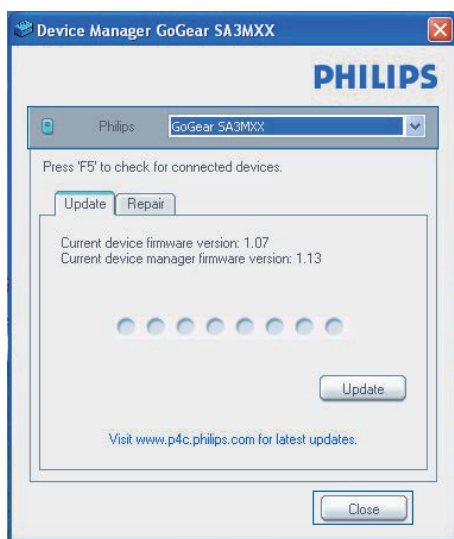 Device Manager GoGear SA3MXX
PHILIPS
Philips GoGear SA3MXX
Press 'F5' to check for connected devices.
Update Repair
Current device firmware version: 1.07
Current device manager firmware version: 1.13
Update
Visit www.p4c.philips.com for latest updates.
Close